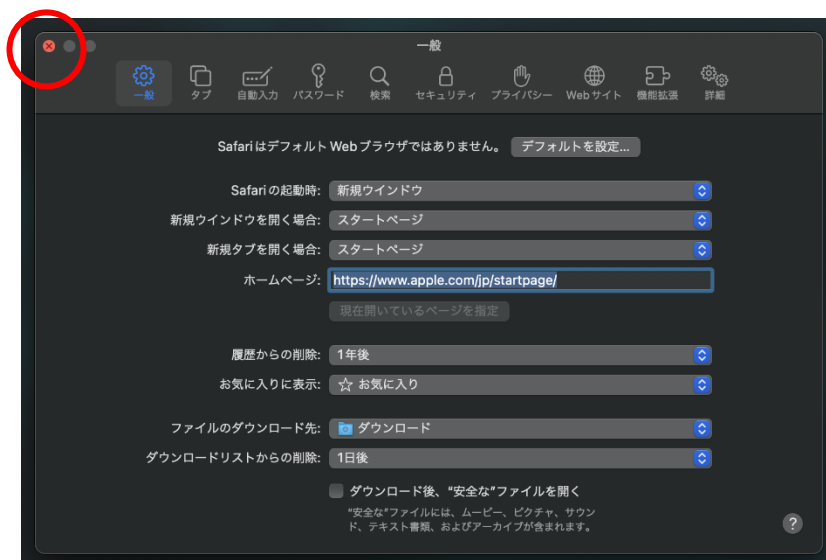 一般
一般 タブ 自動入力 パスワード 検索 セキュリティ プライバシー Webサイト 機能拡張 詳細
SafariはデフォルトWebブラウザではありません。 デフォルトを設定...
Safariの起動時: 新規ウインドウ
新規ウインドウを開く場合: スタートページ
新規タブを開く場合: スタートページ
ホームページ: https://www.apple.com/jp/startpage/
現在開いているページを指定
履歴からの削除: 1年後
お気に入りに表示: ☆ お気に入り
ファイルのダウンロード先: ダウンロード
ダウンロードリストからの削除: 1日後
ダウンロード後、“安全な”ファイルを開く
“安全な”ファイルには、ムービー、ピクチャ、サウン
ド、テキスト書類、およびアーカイブが含まれます。
?